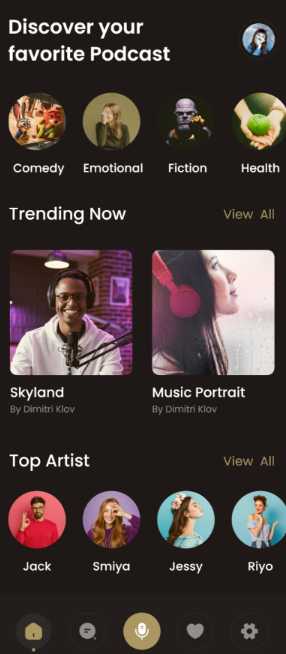 Discover your
favorite Podcast
Comedy Emotional Fiction Health
Trending Now View All
Skyland Music Portrait
By Dimitri Klov By Dimitri Klov
Top Artist View All
Jack Smiya Jessy Riyo